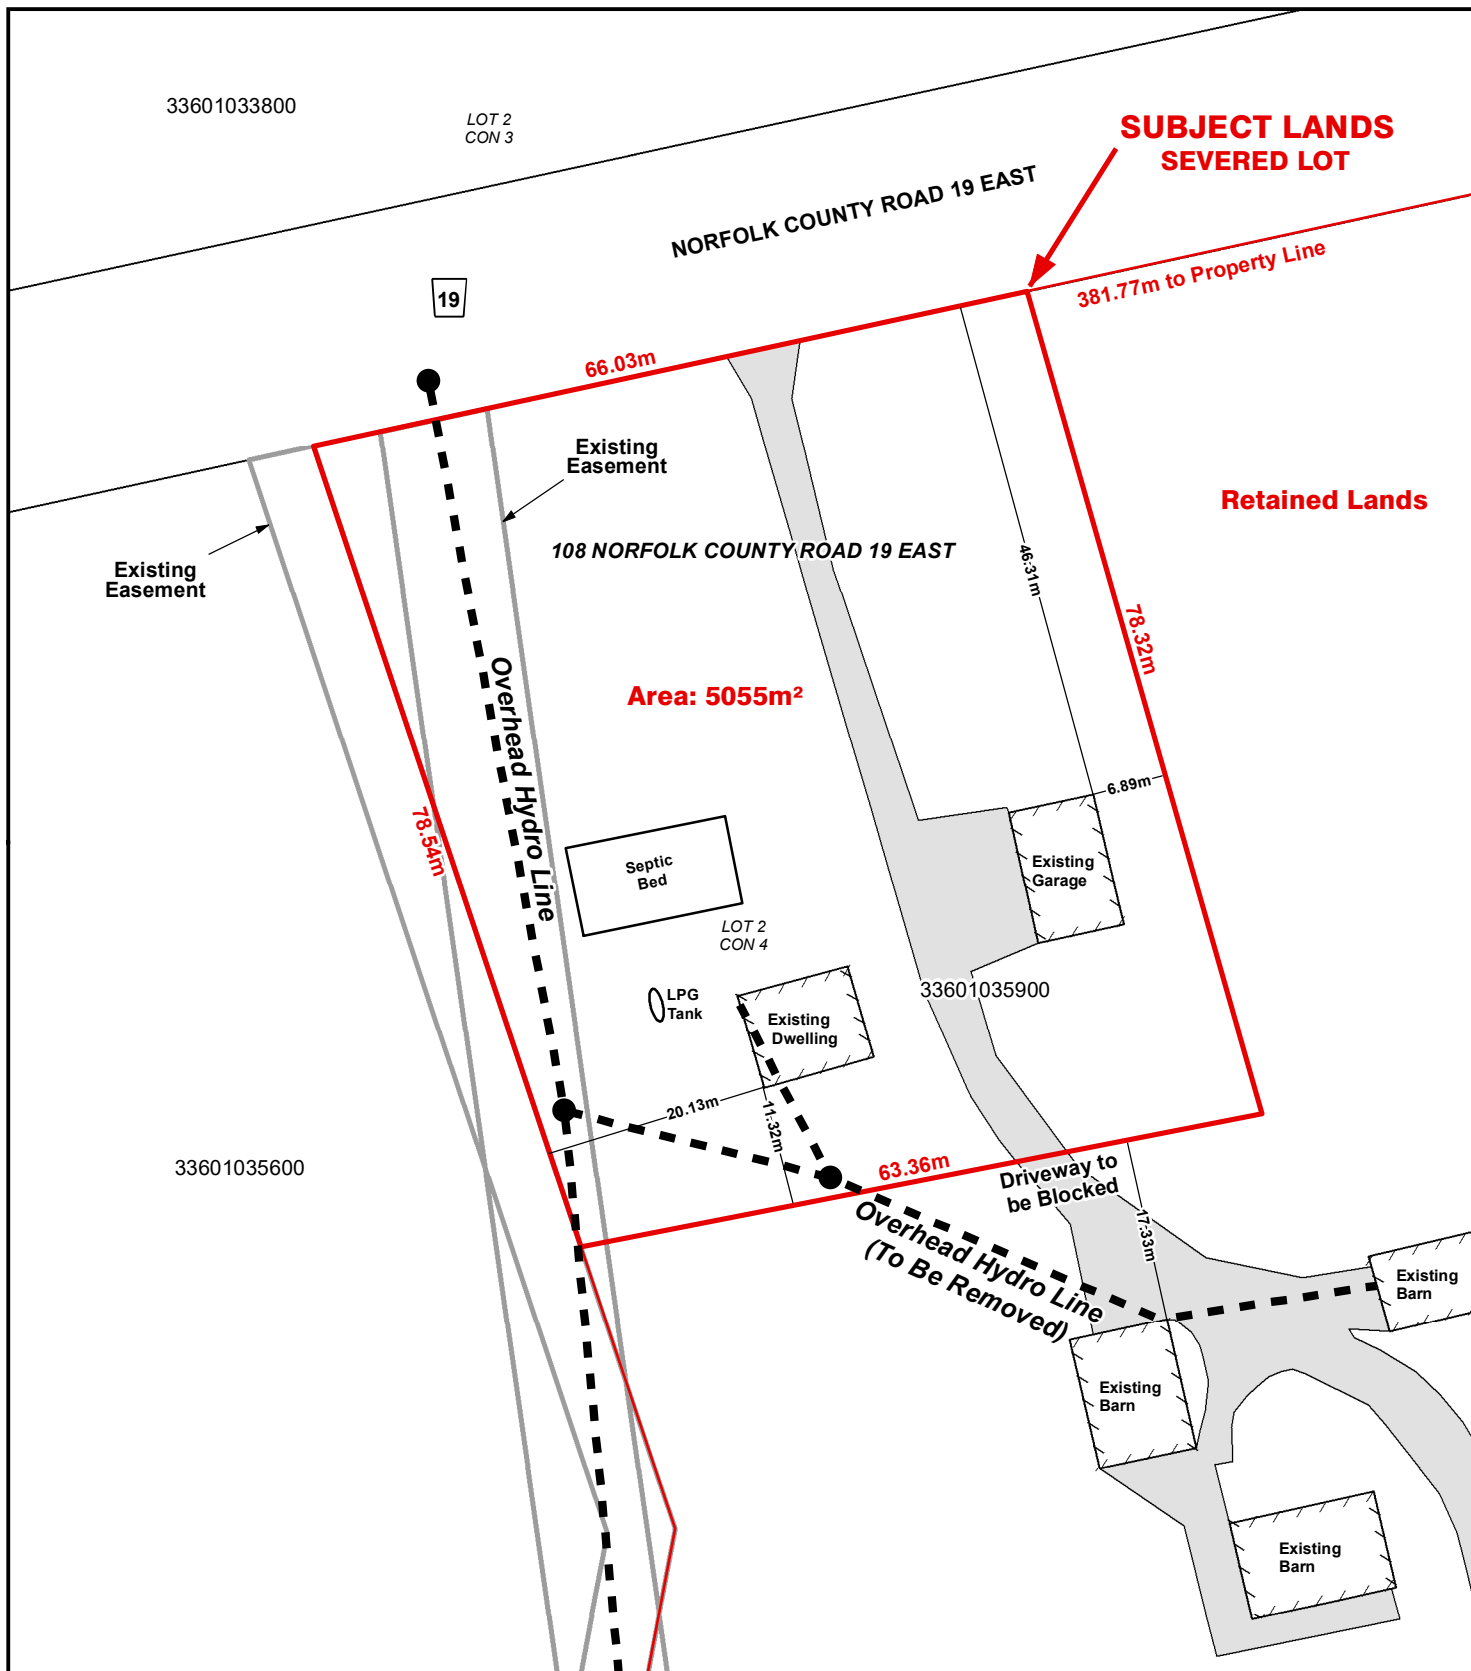 33601033800
LOT 2
CON 3
SUBJECT LANDS
SEVERED LOT
NORFOLK COUNTY ROAD 19 EAST
381.77m to Property Line
19
66.03m
Existing
Easement
Retained Lands
108 NORFOLK COUNTY ROAD 19 EAST
Existing
Easement
46.31m
78.32m
Overhead Hydro Line
Area: 5055m²
6.89m
78.54m
Septic
Bed
Existing
Garage
LOT 2
CON 4
33601035900
LPG
Tank
Existing
Dwelling
20.13m
11.32m
33601035600
63.36m
Driveway to
be Blocked
17.33m
Overhead Hydro Line
(To Be Removed)
Existing
Barn
Existing
Barn
Existing
Barn